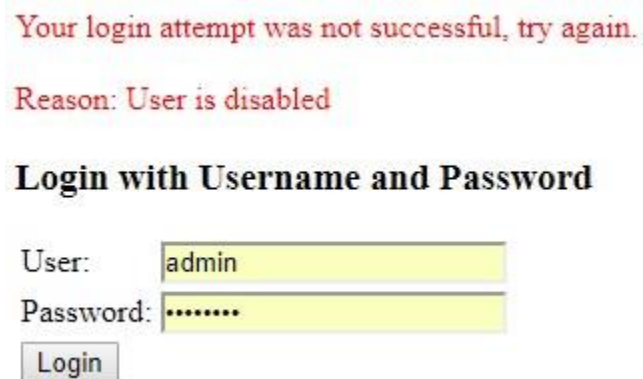 Your login attempt was not successful, try again.
Reason: User is disabled
Login with Username and Password
User: admin
Password: ••••••••
Login